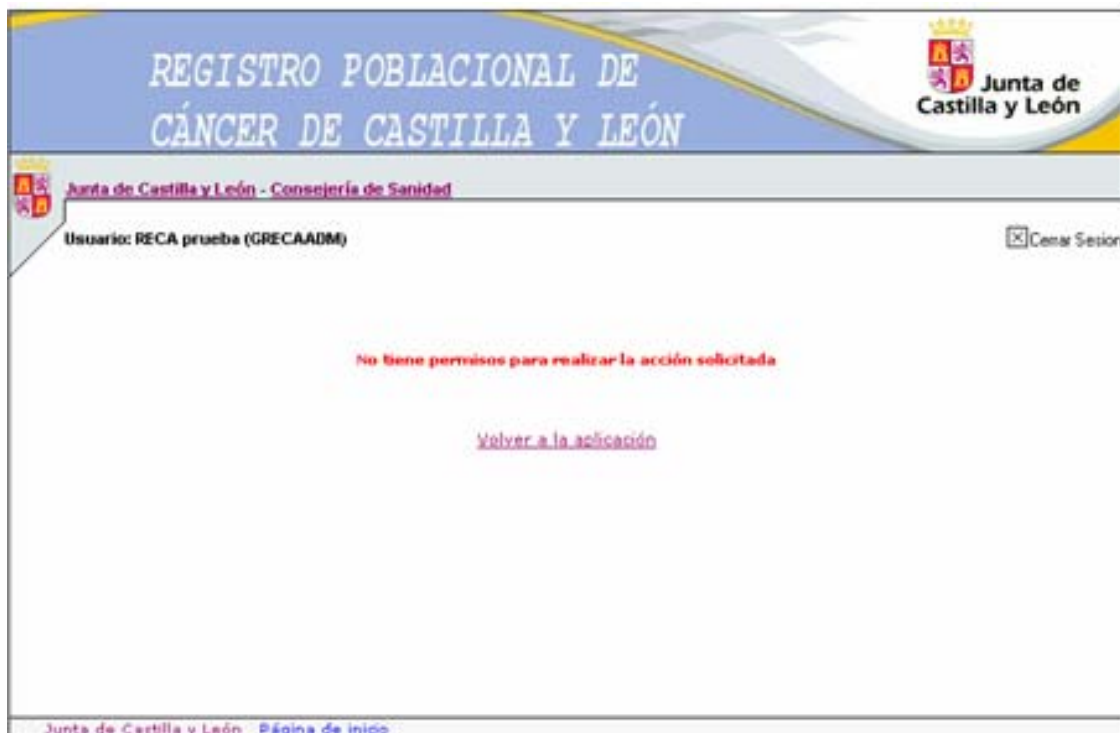 REGISTRO POBLACIONAL DE
CÁNCER DE CASTILLA Y LEÓN
Junta de
Castilla y León
Junta de Castilla y León - Consejería de Sanidad
Usuario: RECA prueba (GRECAADM)
Cerrar Sesion
No tiene permisos para realizar la acción solicitada
Volver a la aplicación
Junta de Castilla y León Página de inicio